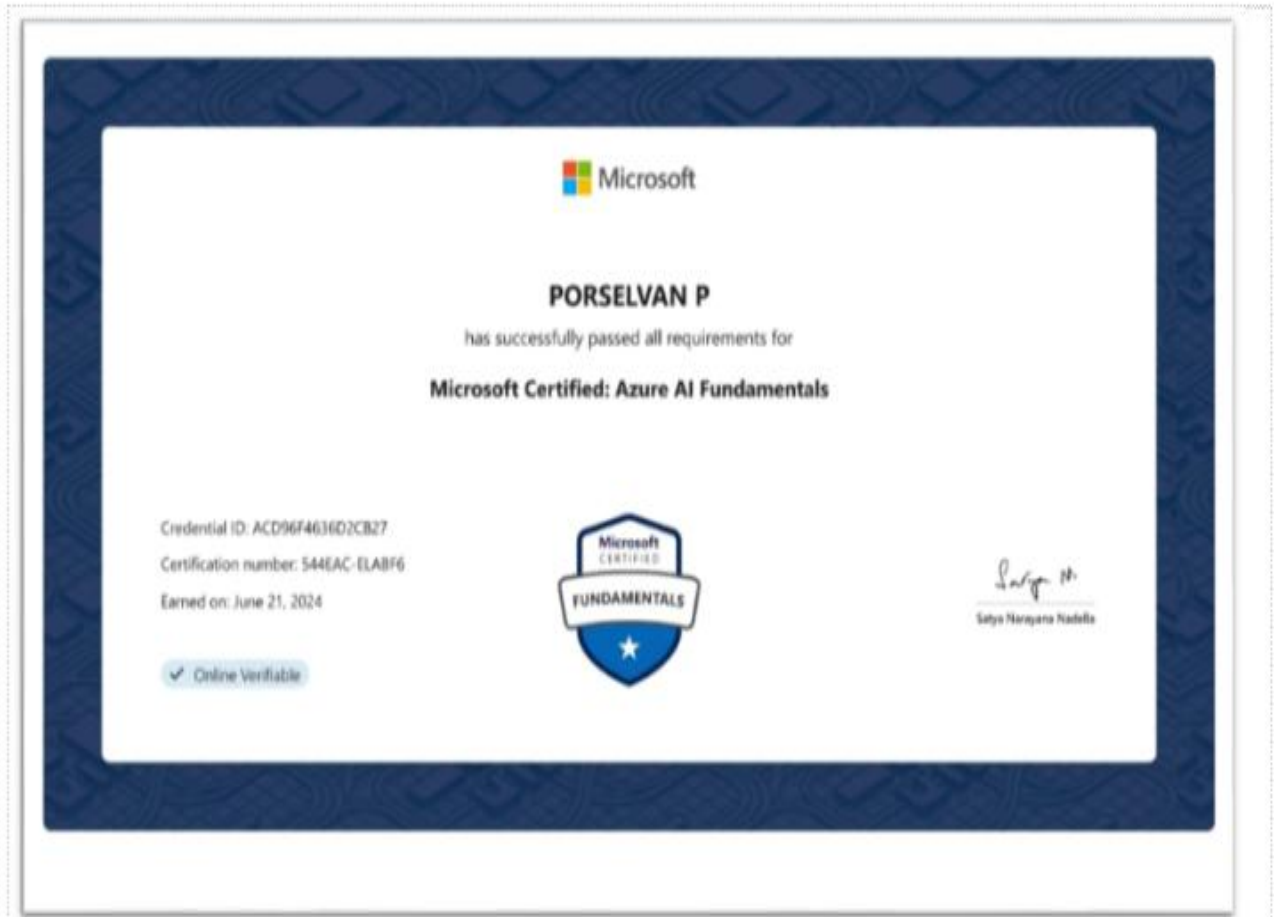 Microsoft
PORSELVAN P
has successfully passed all requirements for
Microsoft Certified: Azure AI Fundamentals
Credential ID: ACD96F4636D2CB27
Certification number: 544EAC-ELABF6
Earned on: June 21, 2024
Online Verifiable
Microsoft
CERTIFIED
FUNDAMENTALS
Satya N.
Satya Narayana Nadella